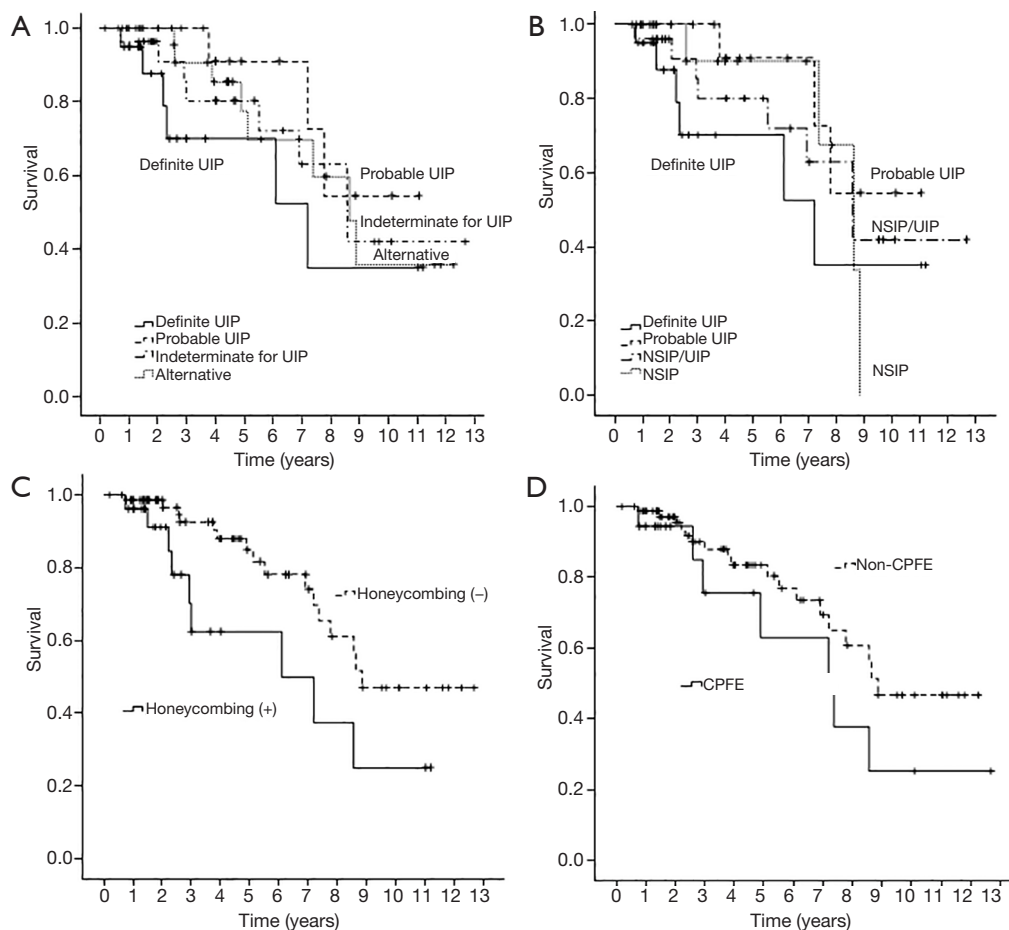 A
1.0
0.8
0.6
0.4
0.2
0.0
Survival
Definite UIP
Probable UIP
Indeterminate for UIP
Alternative
Definite UIP
Probable UIP
Indeterminate for UIP
Alternative
0 1 2 3 4 5 6 7 8 9 10 11 12 13
Time (years)
B
1.0
0.8
0.6
0.4
0.2
0.0
Survival
Definite UIP
Probable UIP
NSIP/UIP
Definite UIP
Probable UIP
NSIP/UIP
NSIP
NSIP
0 1 2 3 4 5 6 7 8 9 10 11 12 13
Time (years)
C
1.0
0.8
0.6
0.4
0.2
0.0
Survival
Honeycombing (–)
Honeycombing (+)
0 1 2 3 4 5 6 7 8 9 10 11 12 13
Time (years)
D
1.0
0.8
0.6
0.4
0.2
0.0
Survival
Non-CPFE
CPFE
0 1 2 3 4 5 6 7 8 9 10 11 12 13
Time (years)